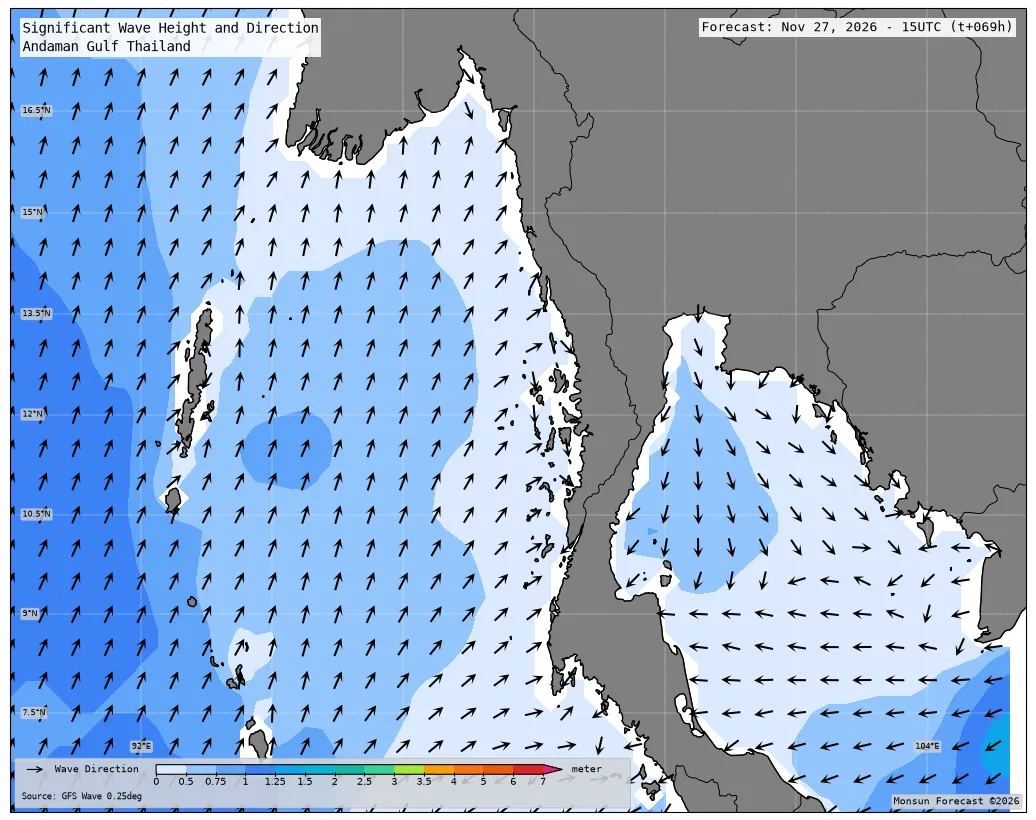 Significant Wave Height and Direction
Andaman Gulf Thailand
Forecast: Nov 27, 2026 - 15UTC (t+069h)
16.5°N
15°N
13.5°N
12°N
10.5°N
9°N
7.5°N
92°E
104°E
Wave Direction
meter
0 0.5 0.75 1 1.25 1.5 2 2.5 3 3.5 4 5 6 7
Source: GFS Wave 0.25deg
Monsun Forecast ©2026